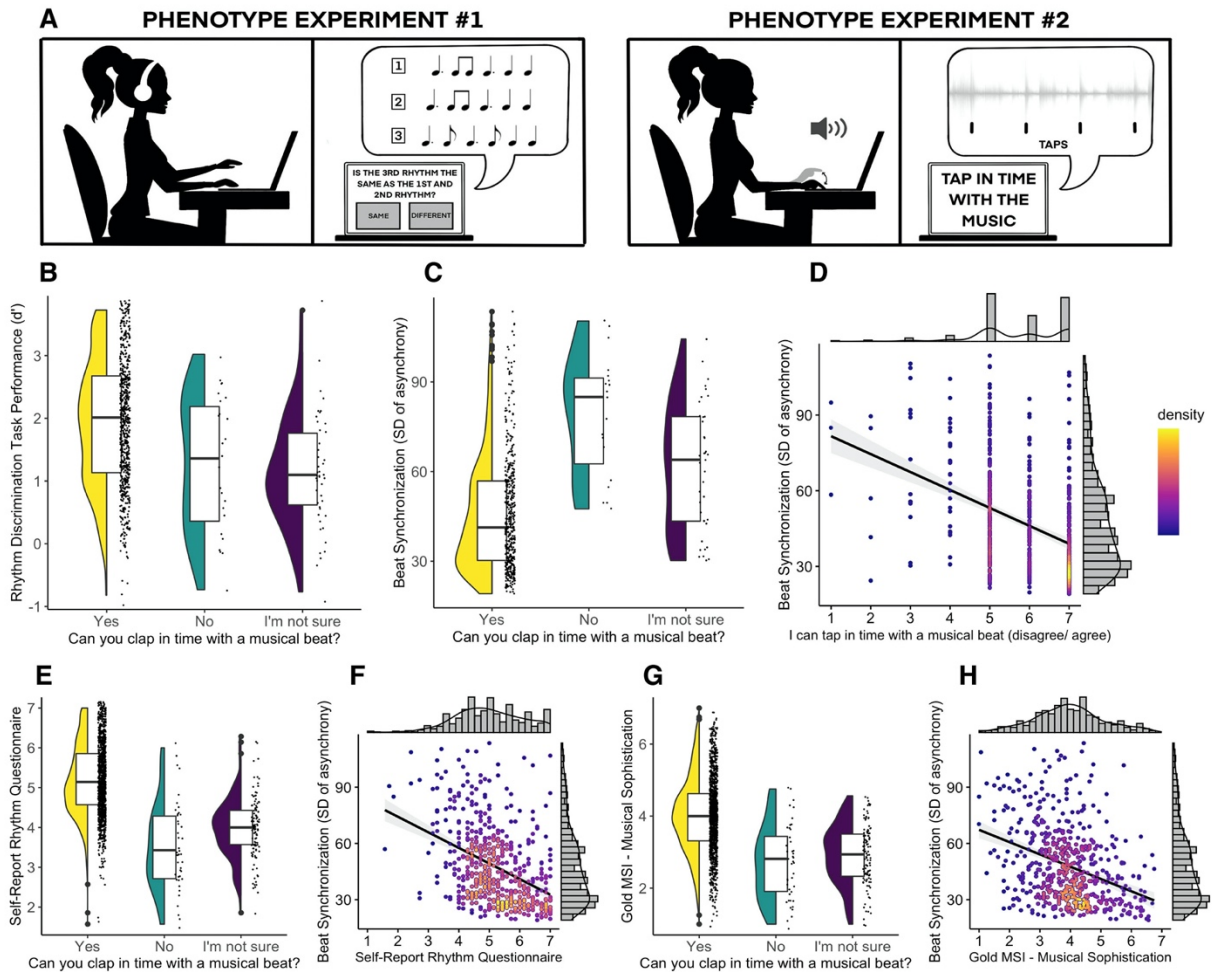 A
PHENOTYPE EXPERIMENT #1
PHENOTYPE EXPERIMENT #2
1
2
3
IS THE 3RD RHYTHM THE
SAME AS THE 1ST AND
2ND RHYTHM?
SAME
DIFFERENT
TAPS
TAP IN TIME
WITH THE
MUSIC
B
Rhythm Discrimination Task Performance (d')
3
2
1
0
-1
Yes
No
I'm not sure
Can you clap in time with a musical beat?
C
Beat Synchronization (SD of asynchrony)
90
60
30
Yes
No
I'm not sure
Can you clap in time with a musical beat?
D
Beat Synchronization (SD of asynchrony)
90
60
30
1 2 3 4 5 6 7
I can tap in time with a musical beat (disagree/ agree)
density
E
Self-Report Rhythm Questionnaire
7
6
5
4
3
2
Yes
No
I'm not sure
Can you clap in time with a musical beat?
F
Beat Synchronization (SD of asynchrony)
90
60
30
1 2 3 4 5 6 7
Self-Report Rhythm Questionnaire
G
Gold MSI - Musical Sophistication
6
4
2
Yes
No
I'm not sure
Can you clap in time with a musical beat?
H
Beat Synchronization (SD of asynchrony)
90
60
30
1 2 3 4 5 6 7
Gold MSI - Musical Sophistication